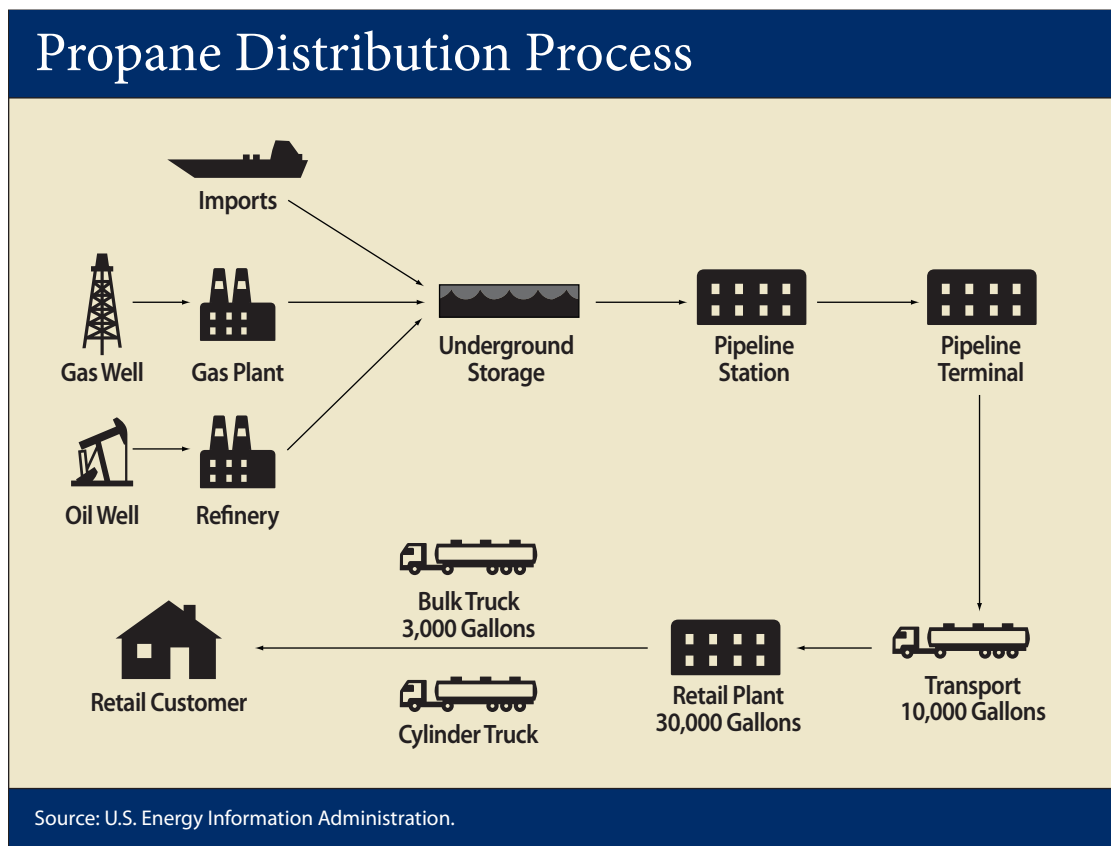 Propane Distribution Process
Imports
Gas Well
Gas Plant
Underground
Storage
Pipeline
Station
Pipeline
Terminal
Oil Well
Refinery
Bulk Truck
3,000 Gallons
Retail Customer
Cylinder Truck
Retail Plant
30,000 Gallons
Transport
10,000 Gallons
Source: U.S. Energy Information Administration.